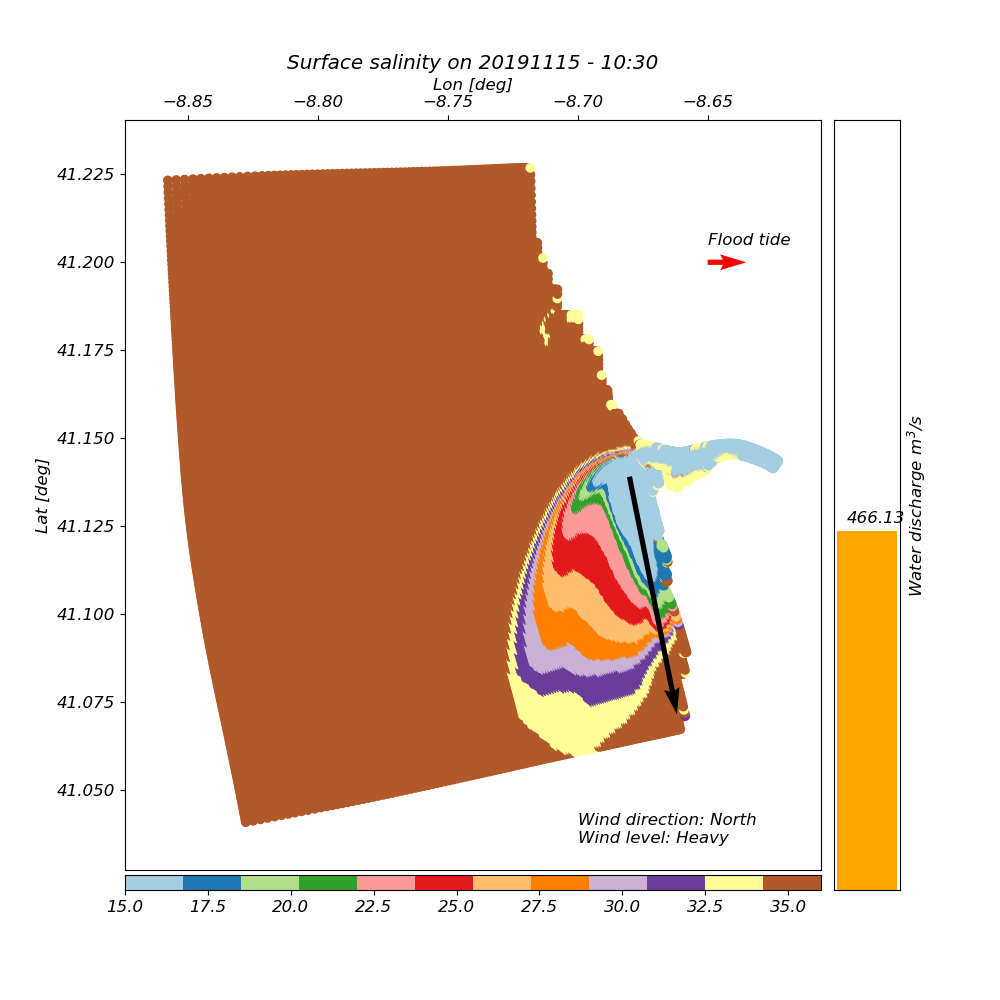 Surface salinity on 20191115 - 10:30
Lon [deg]
−8.85 −8.80 −8.75 −8.70 −8.65
41.225
41.200
41.175
41.150
41.125
41.100
41.075
41.050
Lat [deg]
Flood tide
Wind direction: North
Wind level: Heavy
466.13
Water discharge m³/s
15.0 17.5 20.0 22.5 25.0 27.5 30.0 32.5 35.0